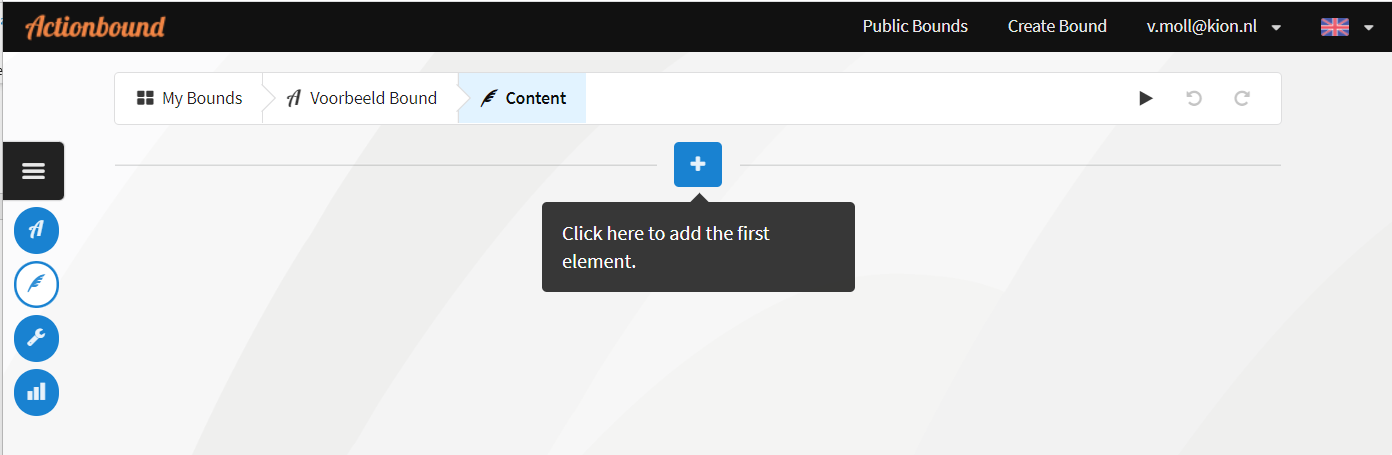 Actionbound
Public Bounds
Create Bound
v.moll@kion.nl
My Bounds
Voorbeeld Bound
Content
Click here to add the first
element.